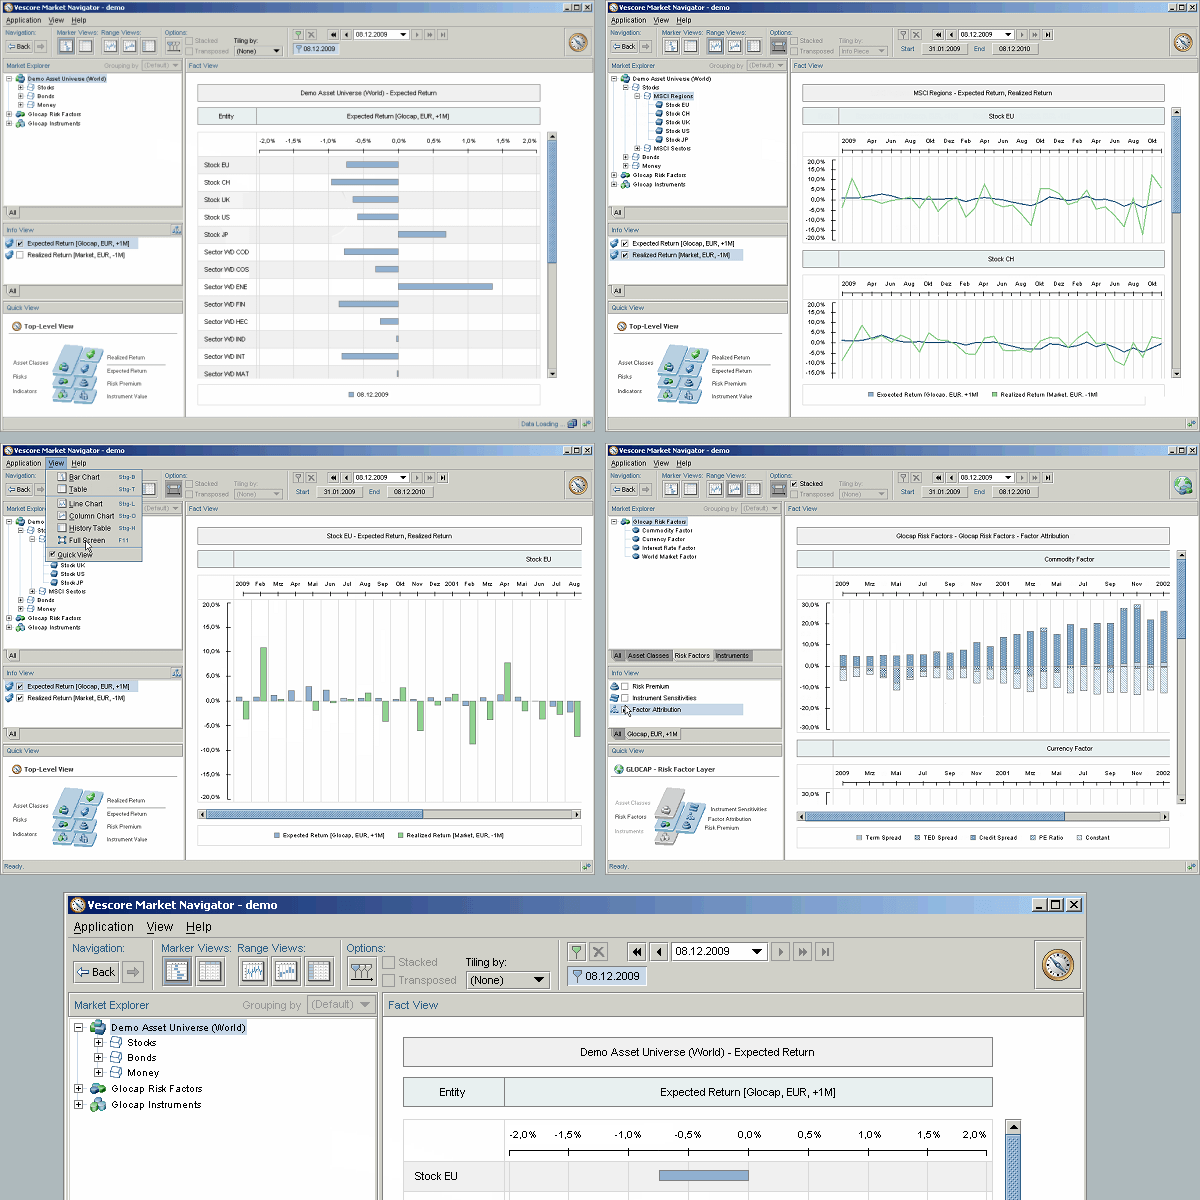 Vescore Market Navigator - demo
Application View Help
Navigation: Marker Views: Range Views: Options:
Back Stacked Transposed Tiling by: (None) 08.12.2009
08.12.2009
Market Explorer Grouping by (Default) Fact View
Demo Asset Universe (World)
Stocks
Bonds
Money
Glocap Risk Factors
Glocap Instruments
All
Info View
Expected Return [Glocap, EUR, +1M]
Realized Return [Market, EUR, -1M]
All
Quick View
Top-Level View
Asset Classes
Risks
Indicators
Realized Return
Expected Return
Risk Premium
Instrument Value
Demo Asset Universe (World) - Expected Return
Entity Expected Return [Glocap, EUR, +1M]
-2,0% -1,5% -1,0% -0,5% 0,0% 0,5% 1,0% 1,5% 2,0%
Stock EU
Stock CH
Stock UK
Stock US
Stock JP
Sector WD COD
Sector WD COS
Sector WD ENE
Sector WD FIN
Sector WD HEC
Sector WD IND
Sector WD INT
Sector WD MAT
08.12.2009
Data Loading ...
Vescore Market Navigator - demo
Application View Help
Navigation: Marker Views: Range Views: Options:
Back Stacked Transposed Tiling by: Info Piece 08.12.2009
Start 31.01.2009 End 08.12.2010
Market Explorer Grouping by (Default) Fact View
Demo Asset Universe (World)
Stocks
MSCI Regions
Stock EU
Stock CH
Stock UK
Stock US
Stock JP
MSCI Sectors
Bonds
Money
Glocap Risk Factors
Glocap Instruments
All
Info View
Expected Return [Glocap, EUR, +1M]
Realized Return [Market, EUR, -1M]
All
Quick View
Top-Level View
Asset Classes
Risks
Indicators
Realized Return
Expected Return
Risk Premium
Instrument Value
MSCI Regions - Expected Return, Realized Return
Stock EU
2009 Apr Jun Aug Okt Dez Feb Apr Jun Aug Okt Dez Feb Apr Jun Aug Okt
20,0%
15,0%
10,0%
5,0%
0,0%
-5,0%
-10,0%
-15,0%
-20,0%
Stock CH
2009 Apr Jun Aug Okt Dez Feb Apr Jun Aug Okt Dez Feb Apr Jun Aug Okt
20,0%
15,0%
10,0%
5,0%
0,0%
-5,0%
-10,0%
-15,0%
Expected Return [Glocap, EUR, +1M] Realized Return [Market, EUR, -1M]
Vescore Market Navigator - demo
Application View Help
Navigation: Options:
Back Stacked Transposed Tiling by: (None) 08.12.2009
Start 31.01.2009 End 08.12.2010
Bar Chart Strg-B
Table Strg-T
Line Chart Strg-L
Column Chart Strg-O
History Table Strg-H
Full Screen F11
Quick View
Fact View
Demo
Stock UK
Stock US
Stock JP
MSCI Sectors
Bonds
Money
Glocap Risk Factors
Glocap Instruments
All
Info View
Expected Return [Glocap, EUR, +1M]
Realized Return [Market, EUR, -1M]
All
Quick View
Top-Level View
Asset Classes
Risks
Indicators
Realized Return
Expected Return
Risk Premium
Instrument Value
Stock EU - Expected Return, Realized Return
Stock EU
2009 Feb Mrz Apr Mai Jun Jul Aug Sep Okt Nov Dez 2001 Feb Mrz Apr Mai Jun Jul Aug
20,0%
15,0%
10,0%
5,0%
0,0%
-5,0%
-10,0%
-15,0%
-20,0%
Expected Return [Glocap, EUR, +1M] Realized Return [Market, EUR, -1M]
Ready.
Vescore Market Navigator - demo
Application View Help
Navigation: Marker Views: Range Views: Options:
Back Stacked Transposed Tiling by: (None) 08.12.2009
Start 31.01.2009 End 08.12.2010
Market Explorer Grouping by (Default) Fact View
Glocap Risk Factors
Commodity Factor
Currency Factor
Interest Rate Factor
World Market Factor
All Asset Classes Risk Factors Instruments
Info View
Risk Premium
Instrument Sensitivities
Factor Attribution
All Glocap, EUR, +1M
Quick View
GLOCAP - Risk Factor Layer
Asset Classes
Risk Factors
Instruments
Instrument Sensitivities
Factor Attribution
Risk Premium
Glocap Risk Factors - Glocap Risk Factors - Factor Attribution
Commodity Factor
2009 Mrz Mai Jul Sep Nov 2001 Mrz Mai Jul Sep Nov 2002
30,0%
20,0%
10,0%
0,0%
-10,0%
-20,0%
-30,0%
Currency Factor
2009 Mrz Mai Jul Sep Nov 2001 Mrz Mai Jul Sep Nov 2002
30,0%
Term Spread TED Spread Credit Spread PE Ratio Constant
Ready.
Vescore Market Navigator - demo
Application View Help
Navigation: Marker Views: Range Views: Options:
Back Stacked Transposed Tiling by: (None) 08.12.2009
08.12.2009
Market Explorer Grouping by (Default) Fact View
Demo Asset Universe (World)
Stocks
Bonds
Money
Glocap Risk Factors
Glocap Instruments
Demo Asset Universe (World) - Expected Return
Entity Expected Return [Glocap, EUR, +1M]
-2,0% -1,5% -1,0% -0,5% 0,0% 0,5% 1,0% 1,5% 2,0%
Stock EU